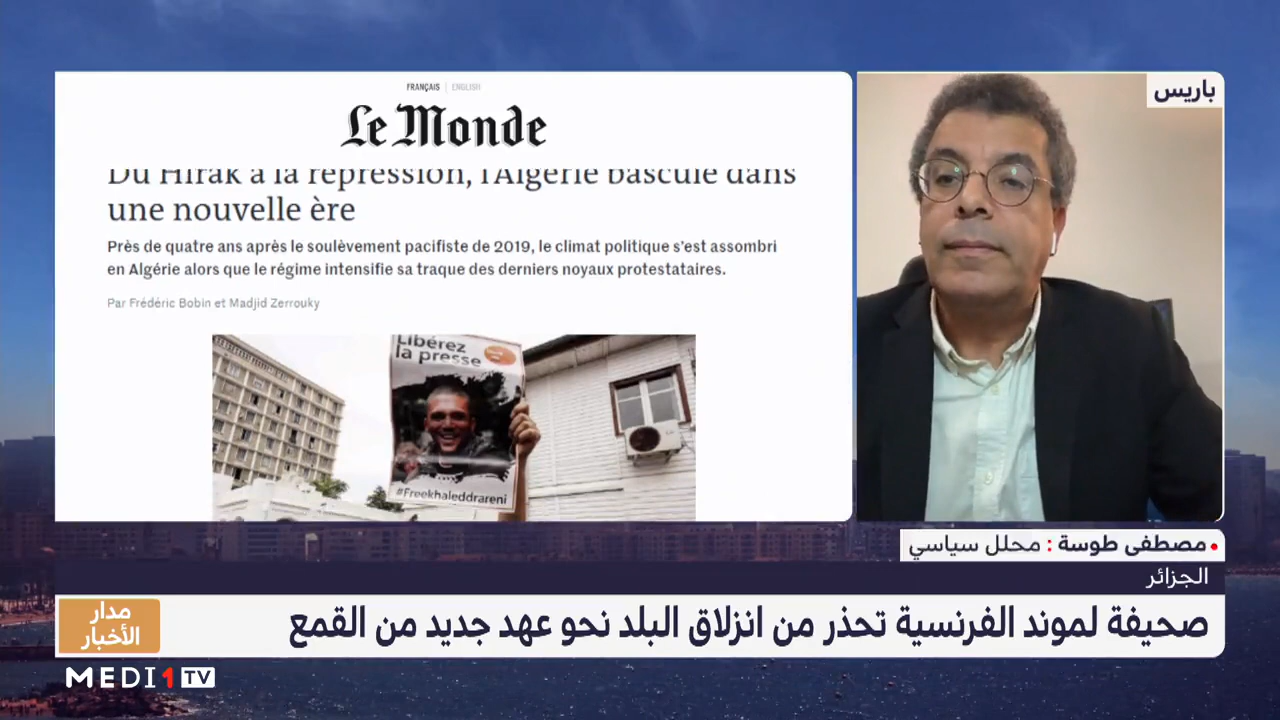 FRANÇAIS | ENGLISH
Le Monde
Du Hirak à la répression, l'Algérie bascule dans
une nouvelle ère
Près de quatre ans après le soulèvement pacifiste de 2019, le climat politique s'est assombri
en Algérie alors que le régime intensifie sa traque des derniers noyaux protestataires.
Par Frédéric Bobin et Madjid Zerrouky
Libérez
la presse
#Freekhaleddrareni
باريس
مصطفى طوسة : محلل سياسي
الجزائر
صحيفة لموند الفرنسية تحذر من انزلاق البلد نحو عهد جديد من القمع
مدار
الأخبار
MEDI1TV